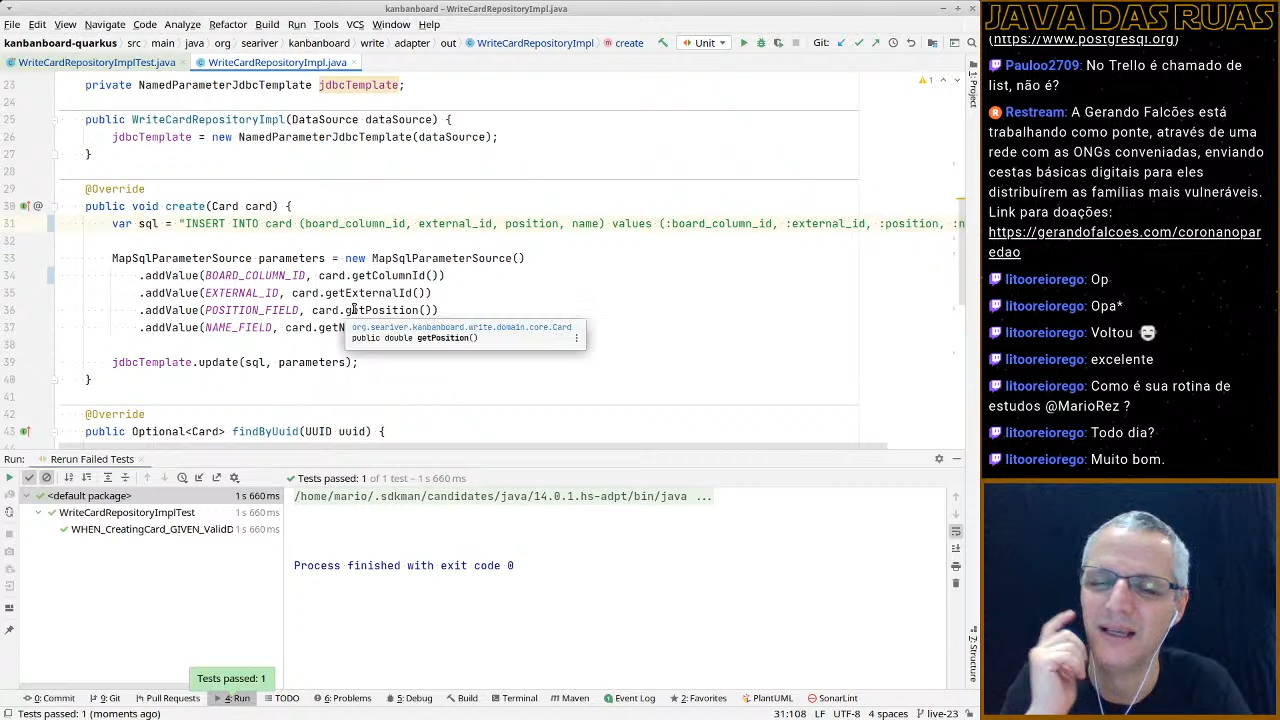 kanbanboard - WriteCardRepositoryImpl.java
File Edit View Navigate Code Analyze Refactor Build Run Tools VCS Window Help
kanbanboard-quarkus src main java org seariver kanbanboard write adapter out WriteCardRepositoryImpl create Unit Git:
WriteCardRepositoryImplTest.java WriteCardRepositoryImpl.java
23 private NamedParameterJdbcTemplate jdbcTemplate;
24
25 public WriteCardRepositoryImpl(
26 jdbcTemplate = new NamedParameterJdbcTemplate(dataSource);
27 }
28
29 @Override
30 public void create(Card card) {
31 var sql = "INSERT INTO card (board_column_id, external_id, position, name) values (:board_column_id, :external_id, :position, :n
32
33 MapSqlParameterSource parameters = new MapSqlParameterSource()
34 .addValue(BOARD_COLUMN_ID, card.getColumnId())
35 .addValue(EXTERNAL_ID, card.getExternalId())
36 .addValue(POSITION_FIELD, card.getPosition())
37 .addValue(NAME_FIELD, card.getN
org.seariver.kanbanboard.write.domain.core.Card
public double getPosition()
39 jdbcTemplate.update(sql, parameters);
40 }
41
42 @Override
43 public Optional<Card> findByUuid(UUID uuid) {
1
1: Project
Run: Rerun Failed Tests
Tests passed: 1 of 1 test – 1 s 660 ms
<default package> 1 s 660 ms
WriteCardRepositoryImplTest 1 s 660 ms
WHEN_CreatingCard_GIVEN_ValidD 1 s 660 ms
/home/mario/.sdkman/candidates/java/14.0.1.hs-adpt/bin/java ...
Process finished with exit code 0
Tests passed: 1
7: Structure
0: Commit 9: Git Pull Requests 4: Run TODO 6: Problems 5: Debug Build Terminal Maven Event Log 2: Favorites PlantUML SonarLint
Tests passed: 1 (moments ago) 31:108 LF UTF-8 4 spaces live-23
JAVA DAS RUAS
(https://www.postgresql.org)
Pauloo2709: No Trello é chamado de
list, não é?
Restream: A Gerando Falcões está
trabalhando como ponte, através de uma
rede com as ONGs conveniadas, enviando
cestas básicas digitais para eles
distribuírem as famílias mais vulneráveis.
Link para doações:
https://gerandofalcoes.com/coronanopar
edao
litooreiorego: Op
litooreiorego: Opa*
litooreiorego: Voltou
litooreiorego: excelente
litooreiorego: Como é sua rotina de
estudos @MarioRez ?
litooreiorego: Todo dia?
litooreiorego: Muito bom.